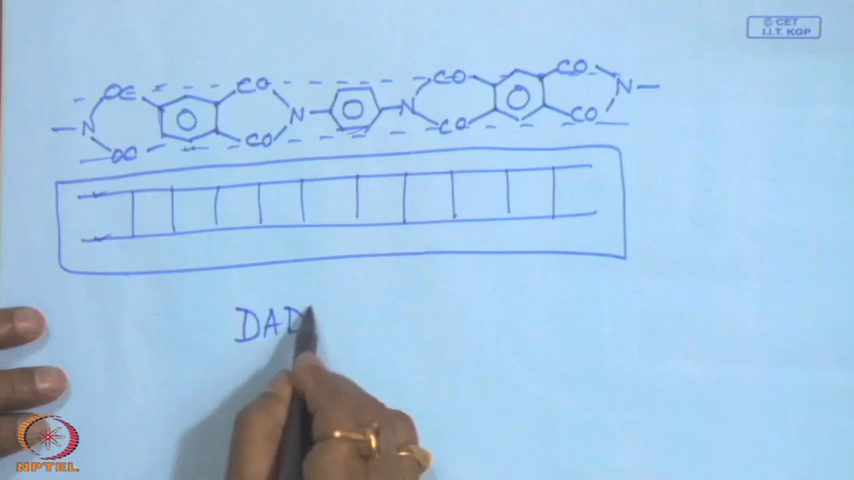 © CET
I.I.T. KGP
OC CO CO CO
N N N N
OC CO CO CO
DAD
NPTEL